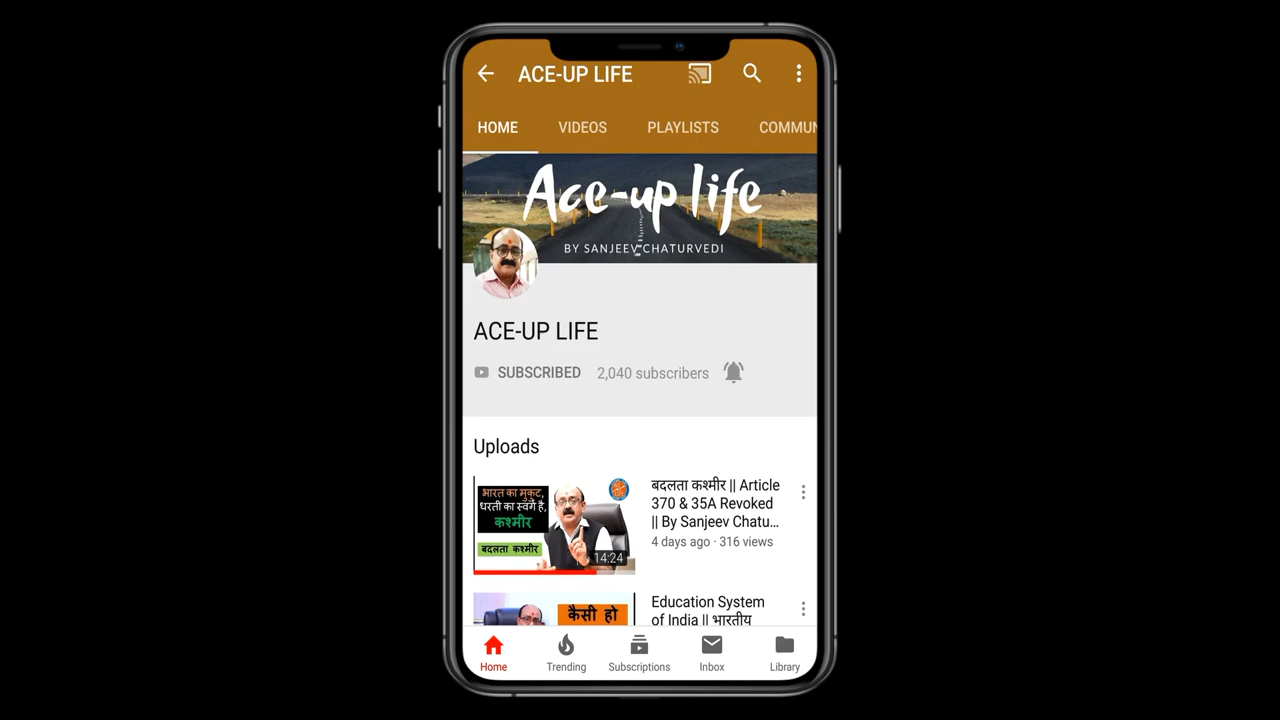 ACE-UP LIFE
HOME VIDEOS PLAYLISTS COMMUN
Ace-up life
BY SANJEEV CHATURVEDI
ACE-UP LIFE
SUBSCRIBED 2,040 subscribers
Uploads
भारत का मुकुट,
धरती का स्वर्ग है,
कश्मीर
बदलता कश्मीर
14:24
बदलता कश्मीर || Article
370 & 35A Revoked
|| By Sanjeev Chatu...
4 days ago · 316 views
कैसी हो
Education System
of India || भारतीय
Home Trending Subscriptions Inbox Library